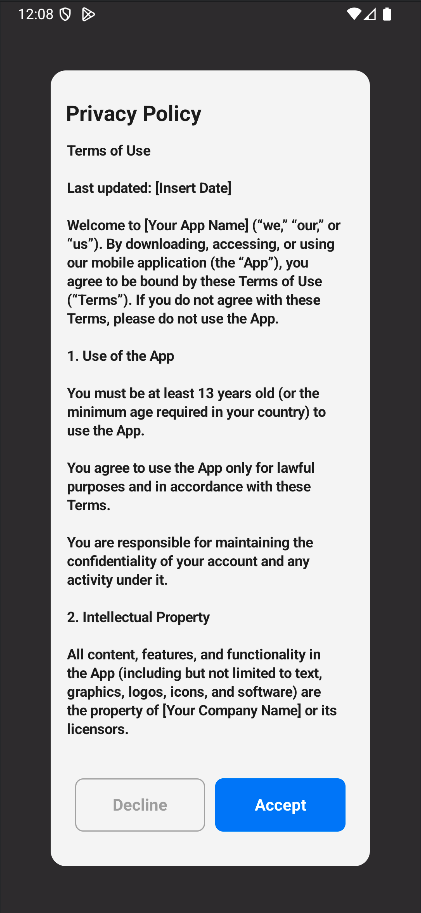 12:08
Privacy Policy
Terms of Use
Last updated: [Insert Date]
Welcome to [Your App Name] (“we,” “our,” or
“us”). By downloading, accessing, or using
our mobile application (the “App”), you
agree to be bound by these Terms of Use
(“Terms”). If you do not agree with these
Terms, please do not use the App.
1. Use of the App
You must be at least 13 years old (or the
minimum age required in your country) to
use the App.
You agree to use the App only for lawful
purposes and in accordance with these
Terms.
You are responsible for maintaining the
confidentiality of your account and any
activity under it.
2. Intellectual Property
All content, features, and functionality in
the App (including but not limited to text,
graphics, logos, icons, and software) are
the property of [Your Company Name] or its
licensors.
Decline
Accept